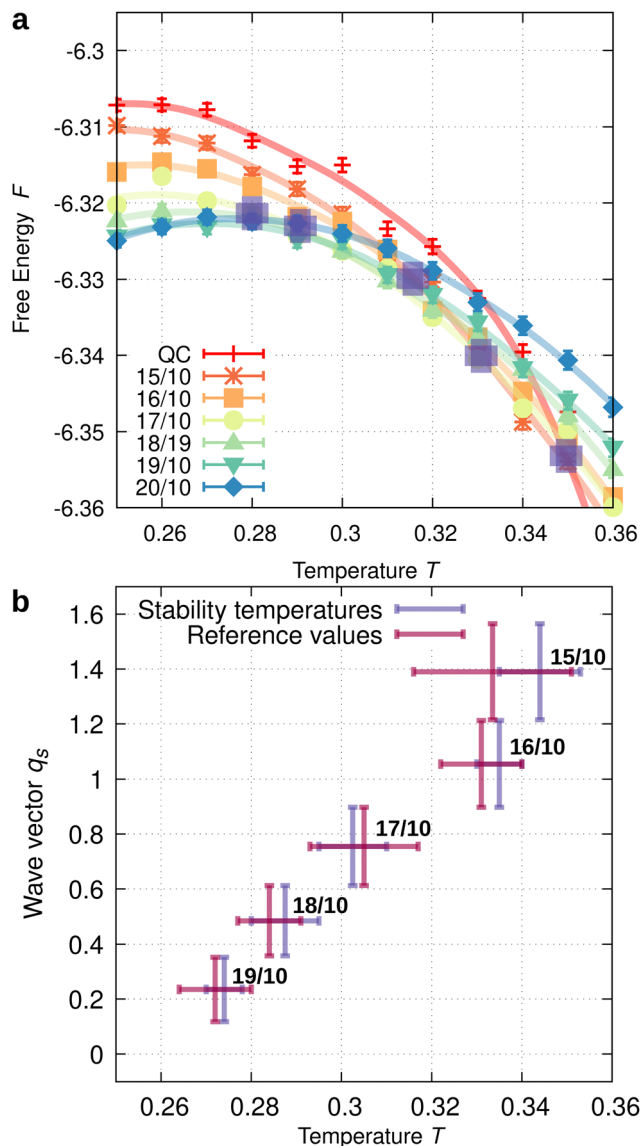 a
-6.3
-6.31
-6.32
-6.33
-6.34
-6.35
-6.36
Free Energy F
QC
15/10
16/10
17/10
18/19
19/10
20/10
0.26 0.28 0.3 0.32 0.34 0.36
Temperature T
b
1.6
1.4
1.2
1
0.8
0.6
0.4
0.2
0
Wave vector qs
Stability temperatures
Reference values
15/10
16/10
17/10
18/10
19/10
0.26 0.28 0.3 0.32 0.34 0.36
Temperature T